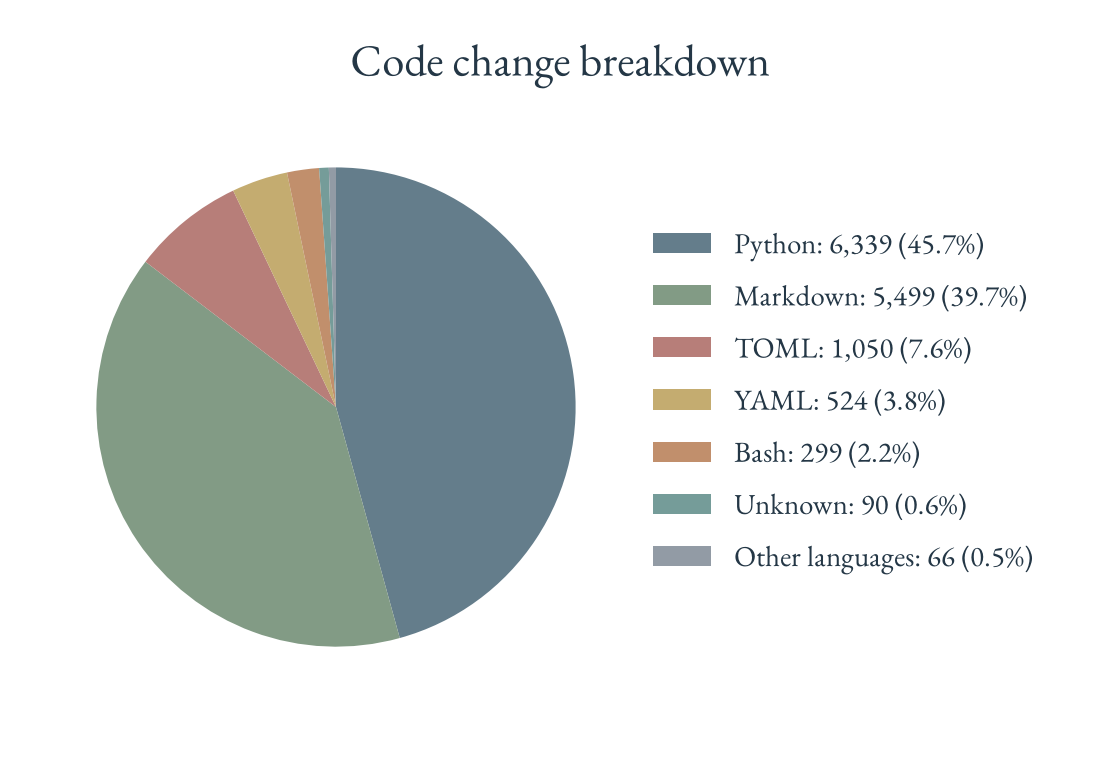 Code change breakdown
Python: 6,339 (45.7%)
Markdown: 5,499 (39.7%)
TOML: 1,050 (7.6%)
YAML: 524 (3.8%)
Bash: 299 (2.2%)
Unknown: 90 (0.6%)
Other languages: 66 (0.5%)